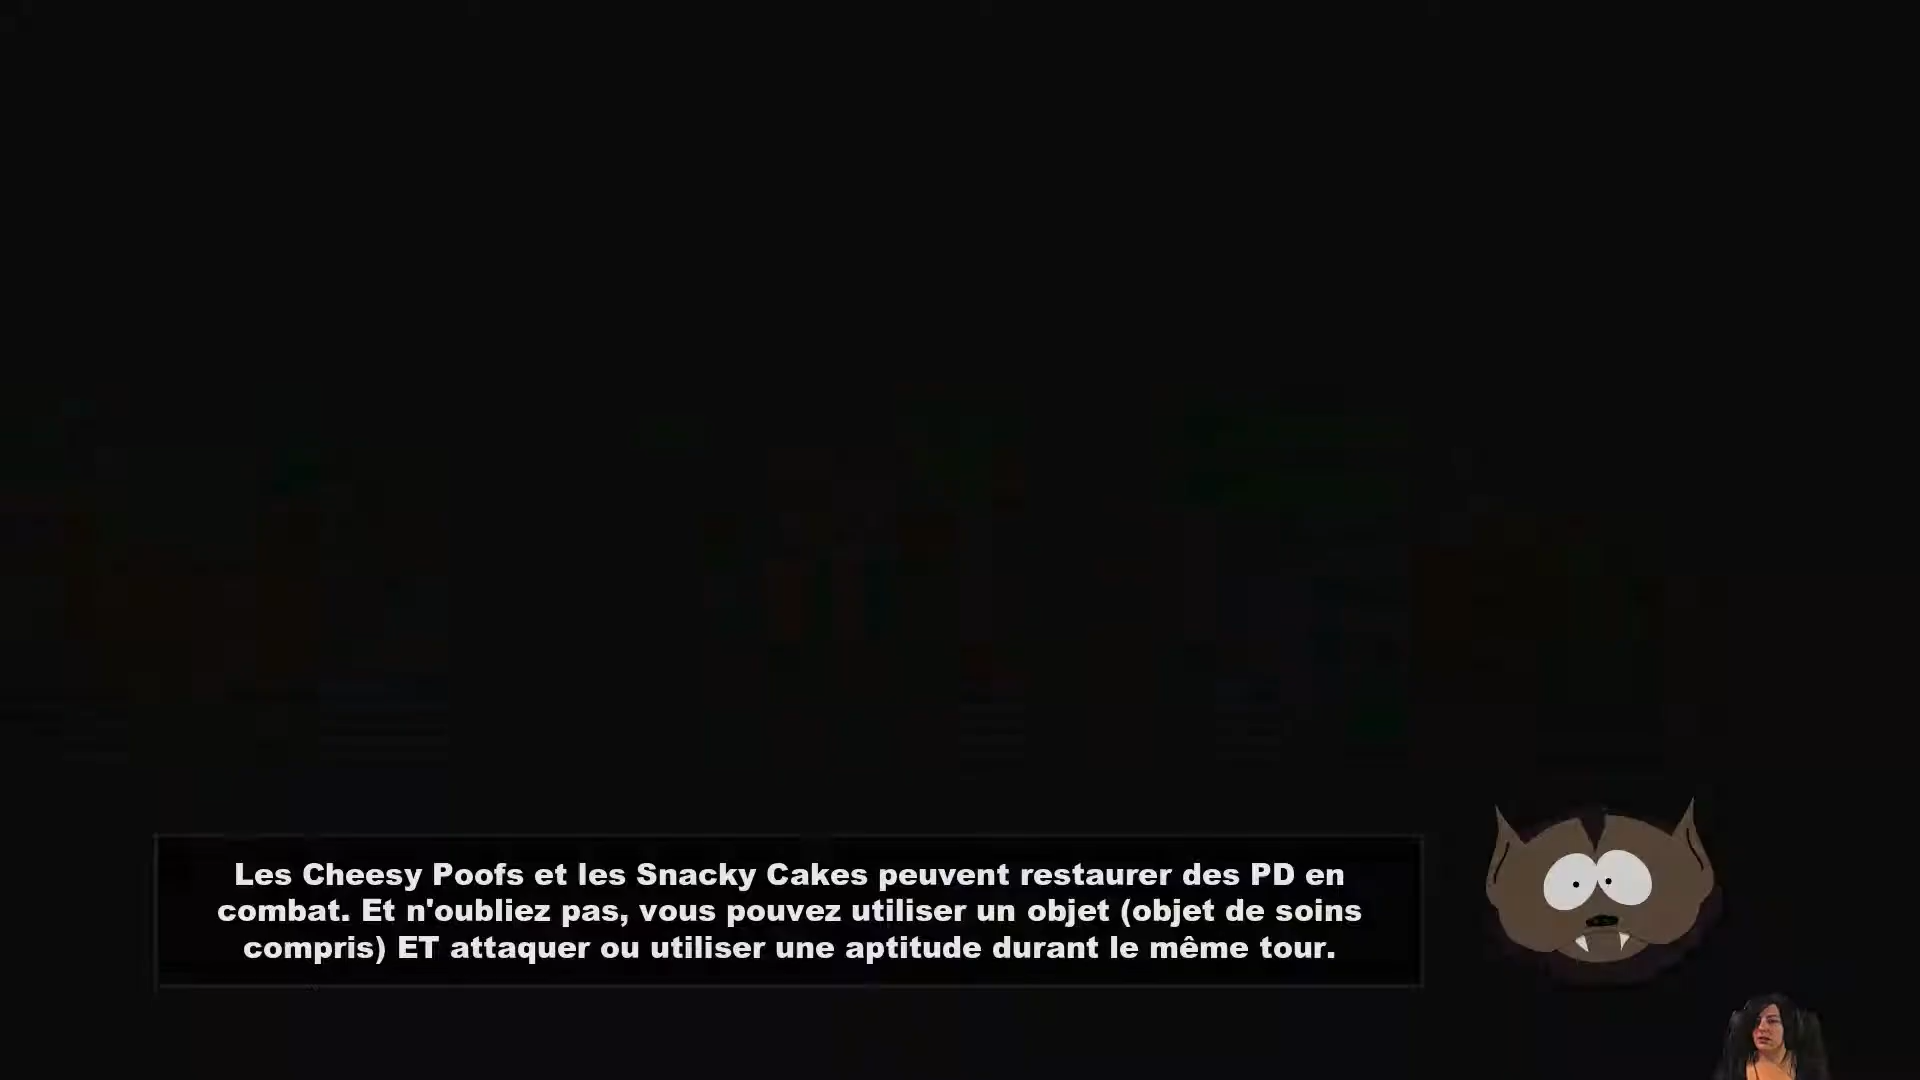 Les Cheesy Poofs et les Snacky Cakes peuvent restaurer des PD en
combat. Et n'oubliez pas, vous pouvez utiliser un objet (objet de soins
compris) ET attaquer ou utiliser une aptitude durant le même tour.